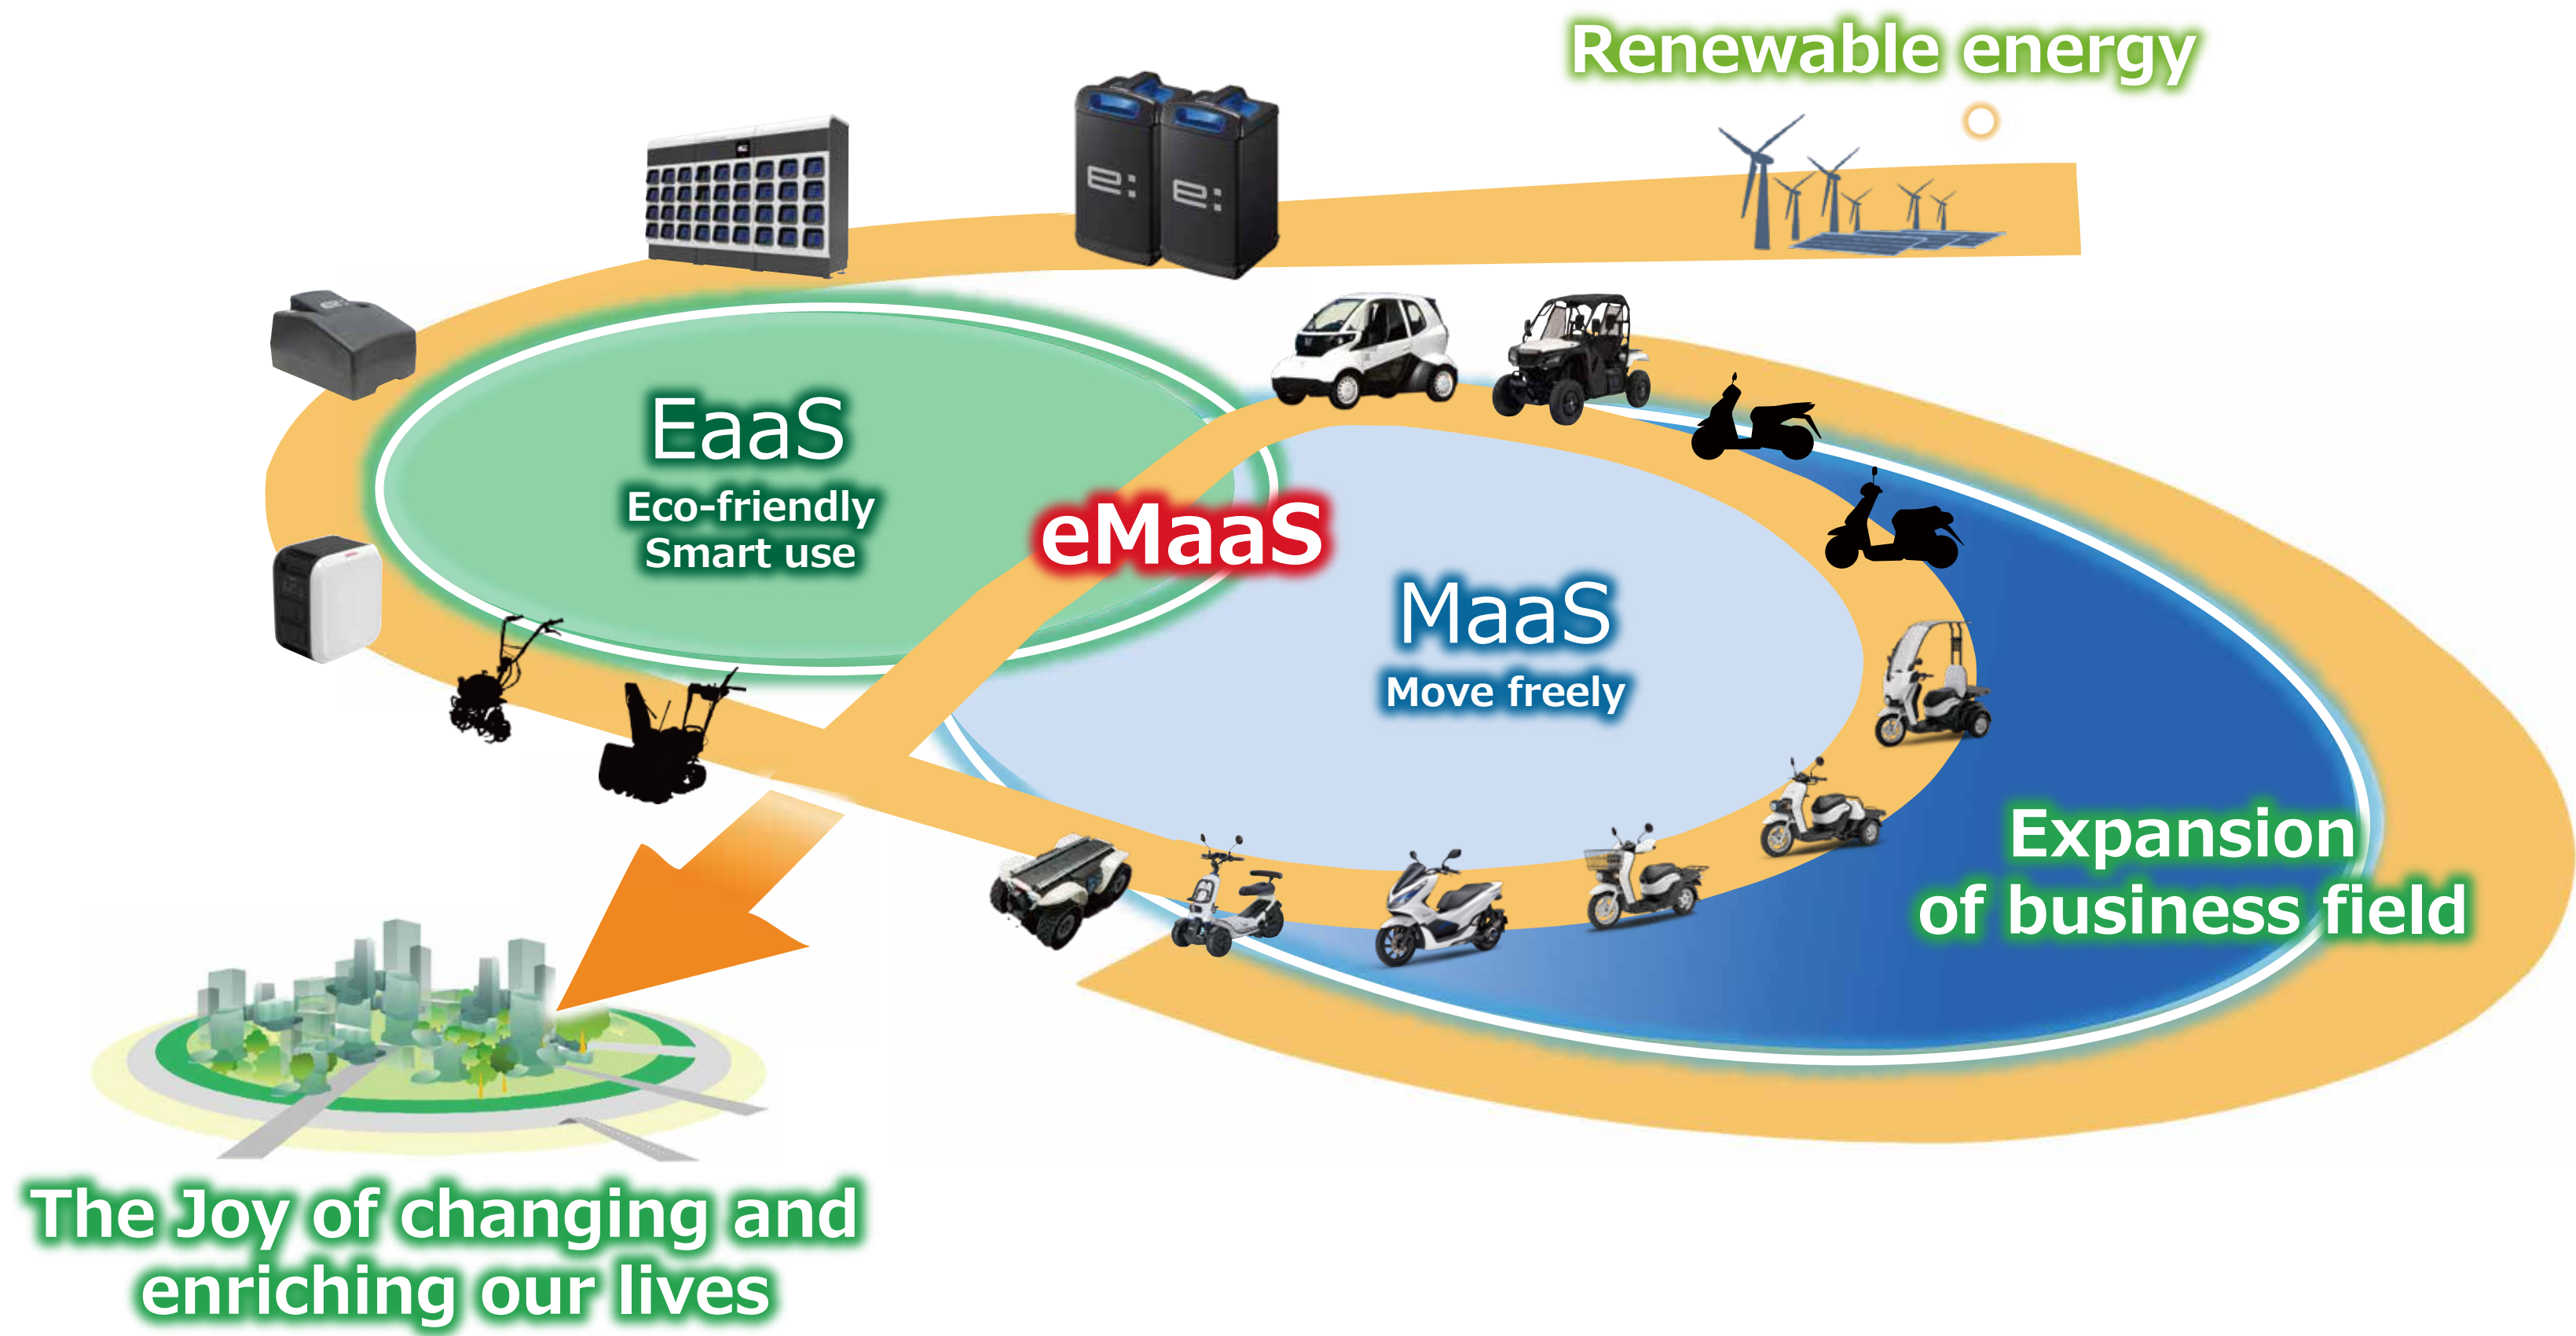 Renewable energy
e:
e:
EaaS
Eco-friendly
Smart use
eMaaS
MaaS
Move freely
Expansion
of business field
The Joy of changing and
enriching our lives